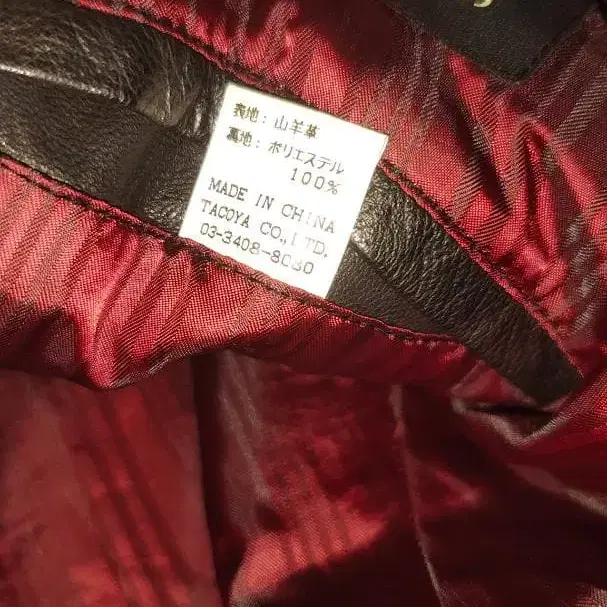 表地：山羊革
裏地：ポリエステル
100%
MADE IN CHINA
TACOYA CO.,LTD.
03-3408-8080